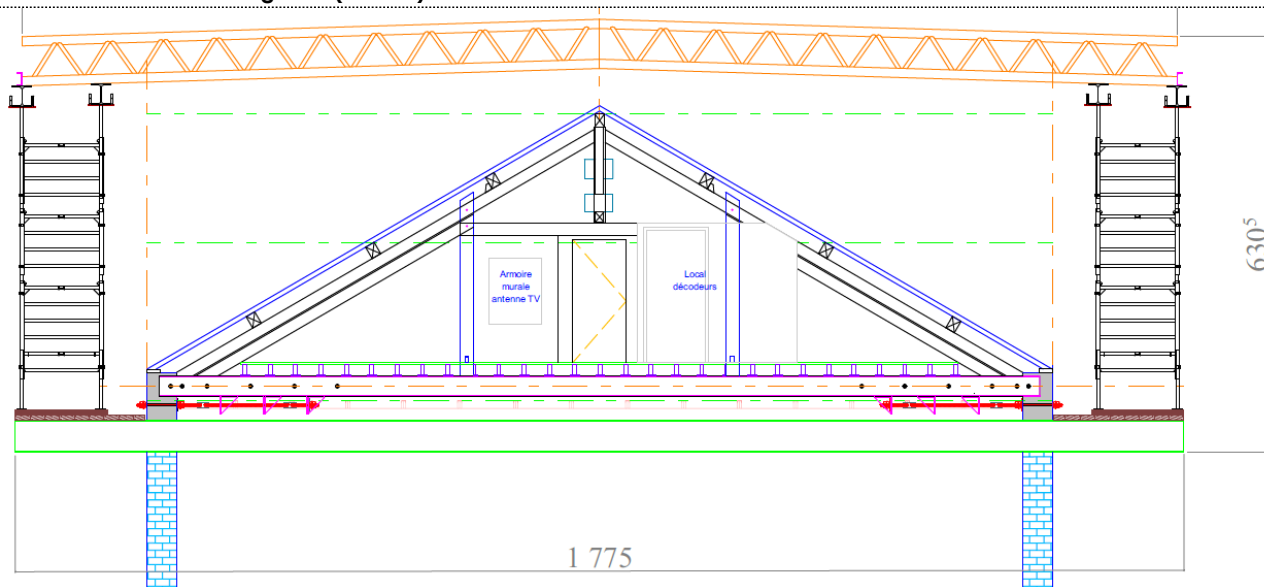 Armoire
murale
antenne TV
Local
décodeurs
630⁵
1 775